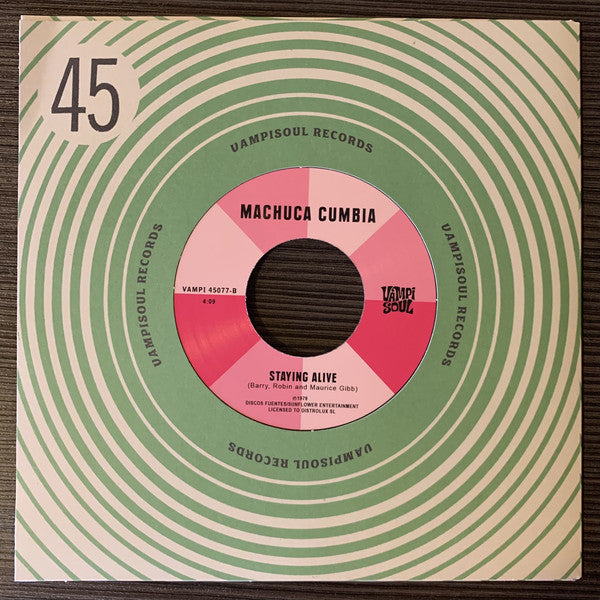 45
VAMPISOUL RECORDS
VAMPISOUL RECORDS
VAMPISOUL RECORDS
MACHUCA CUMBIA
VAMPI 45077-B
4:09
VAMPI
SOUL
STAYING ALIVE
(Barry, Robin and Maurice Gibb)
℗1979
DISCOS FUENTES/SUNFLOWER ENTERTAINMENT
LICENSED TO DISTROLUX SL
VAMPISOUL RECORDS